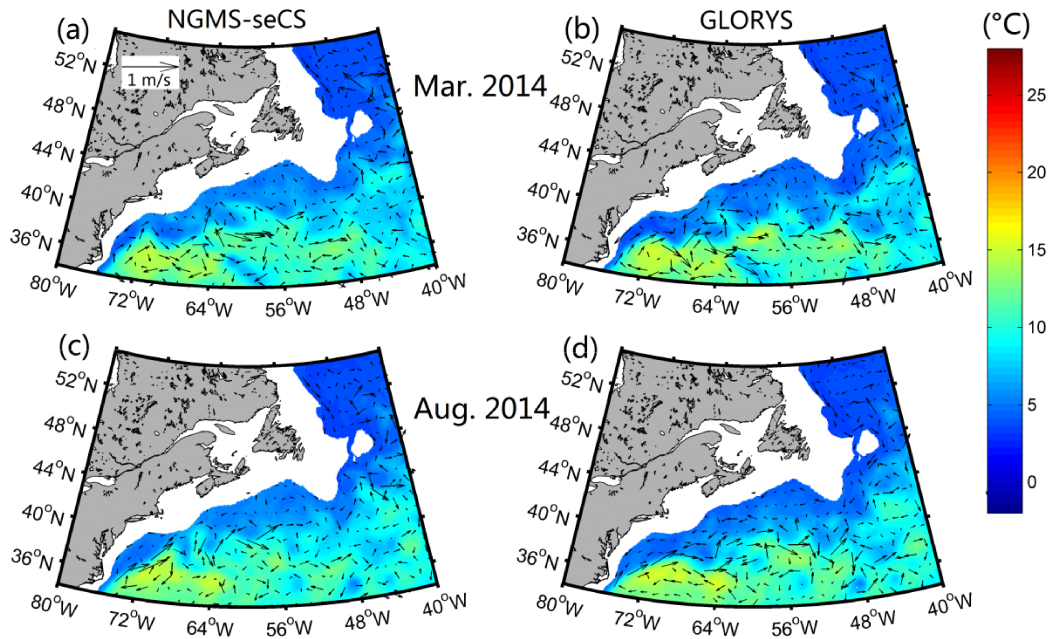 NGMS-seCS GLORYS (°C)
(a) (b)
1 m/s
Mar. 2014
52°N 52°N
48°N 48°N
44°N 44°N
40°N 40°N
36°N 36°N
80°W 72°W 64°W 56°W 48°W 40°W 80°W 72°W 64°W 56°W 48°W 40°W
25
20
15
10
5
0
(c) (d)
Aug. 2014
52°N 52°N
48°N 48°N
44°N 44°N
40°N 40°N
36°N 36°N
80°W 72°W 64°W 56°W 48°W 40°W 80°W 72°W 64°W 56°W 48°W 40°W